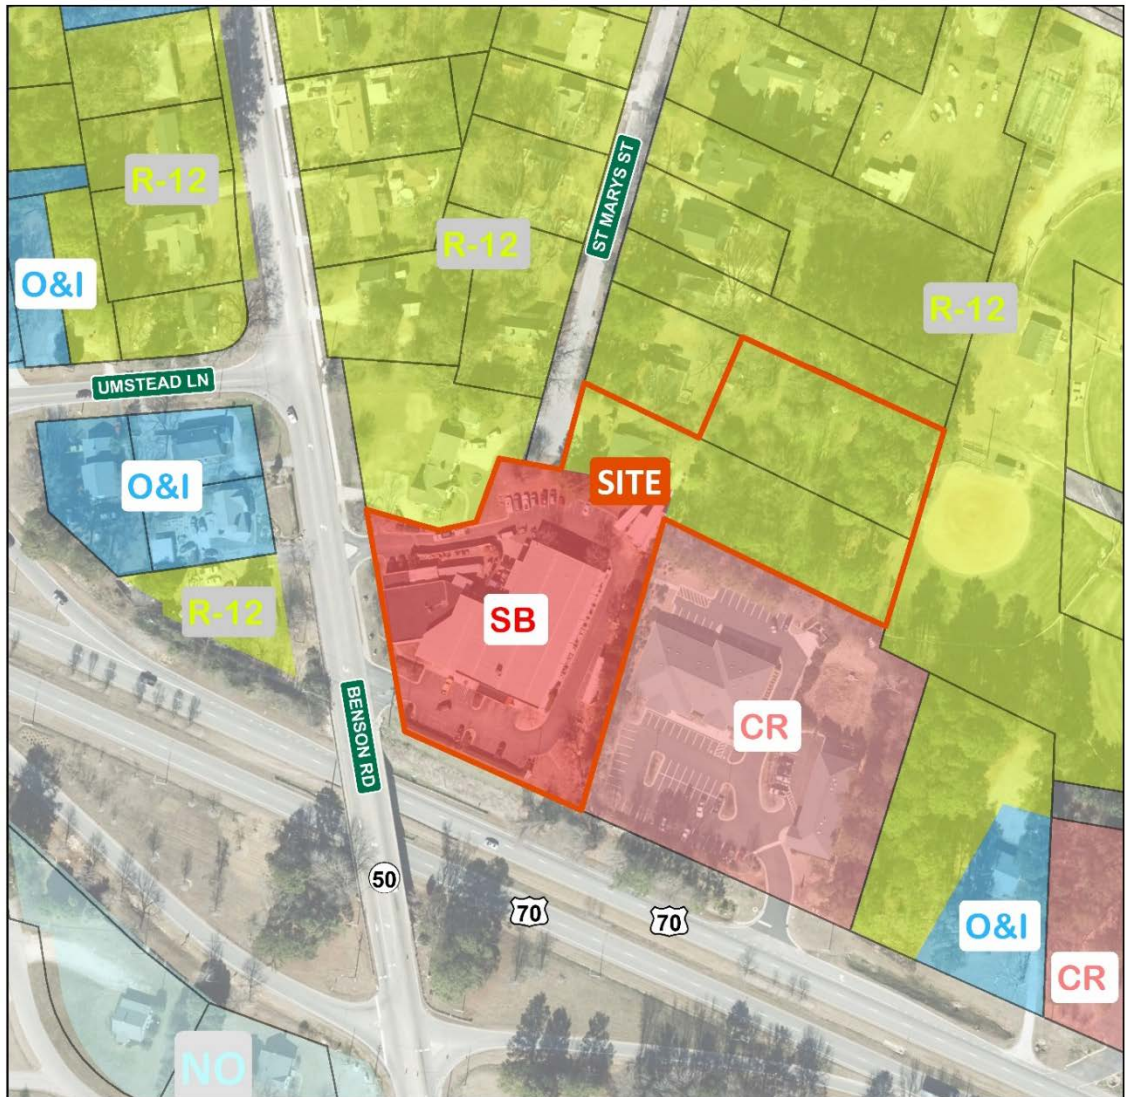 R-12
ST MARYS ST
R-12
O&I
R-12
UMSTEAD LN
SITE
O&I
R-12
SB
BENSON RD
CR
50
70
70
O&I
CR
NO